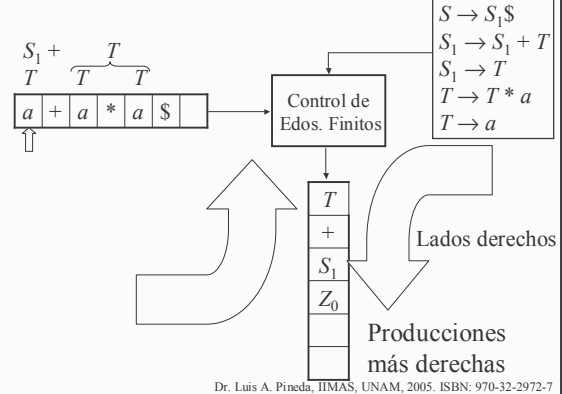 S → S₁$
S₁ → S₁ + T
S₁ → T
T → T * a
T → a
S₁ + T
T T T
a + a * a $
Control de
Edos. Finitos
T
+
S₁
Z₀
Lados derechos
Producciones
más derechas
Dr. Luis A. Pineda, IIMAS, UNAM, 2005. ISBN: 970-32-2972-7